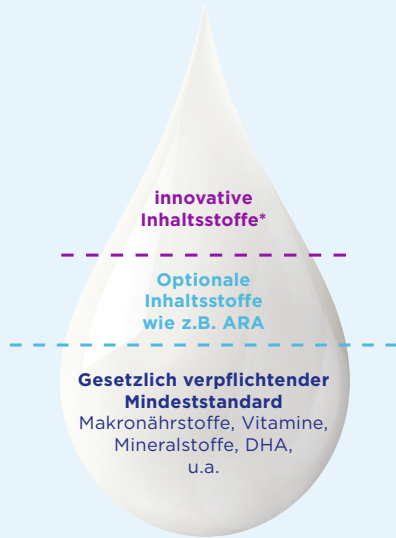 innovative
Inhaltsstoffe*
Optionale
Inhaltsstoffe
wie z.B. ARA
Gesetzlich verpflichtender
Mindeststandard
Makronährstoffe, Vitamine,
Mineralstoffe, DHA,
u.a.